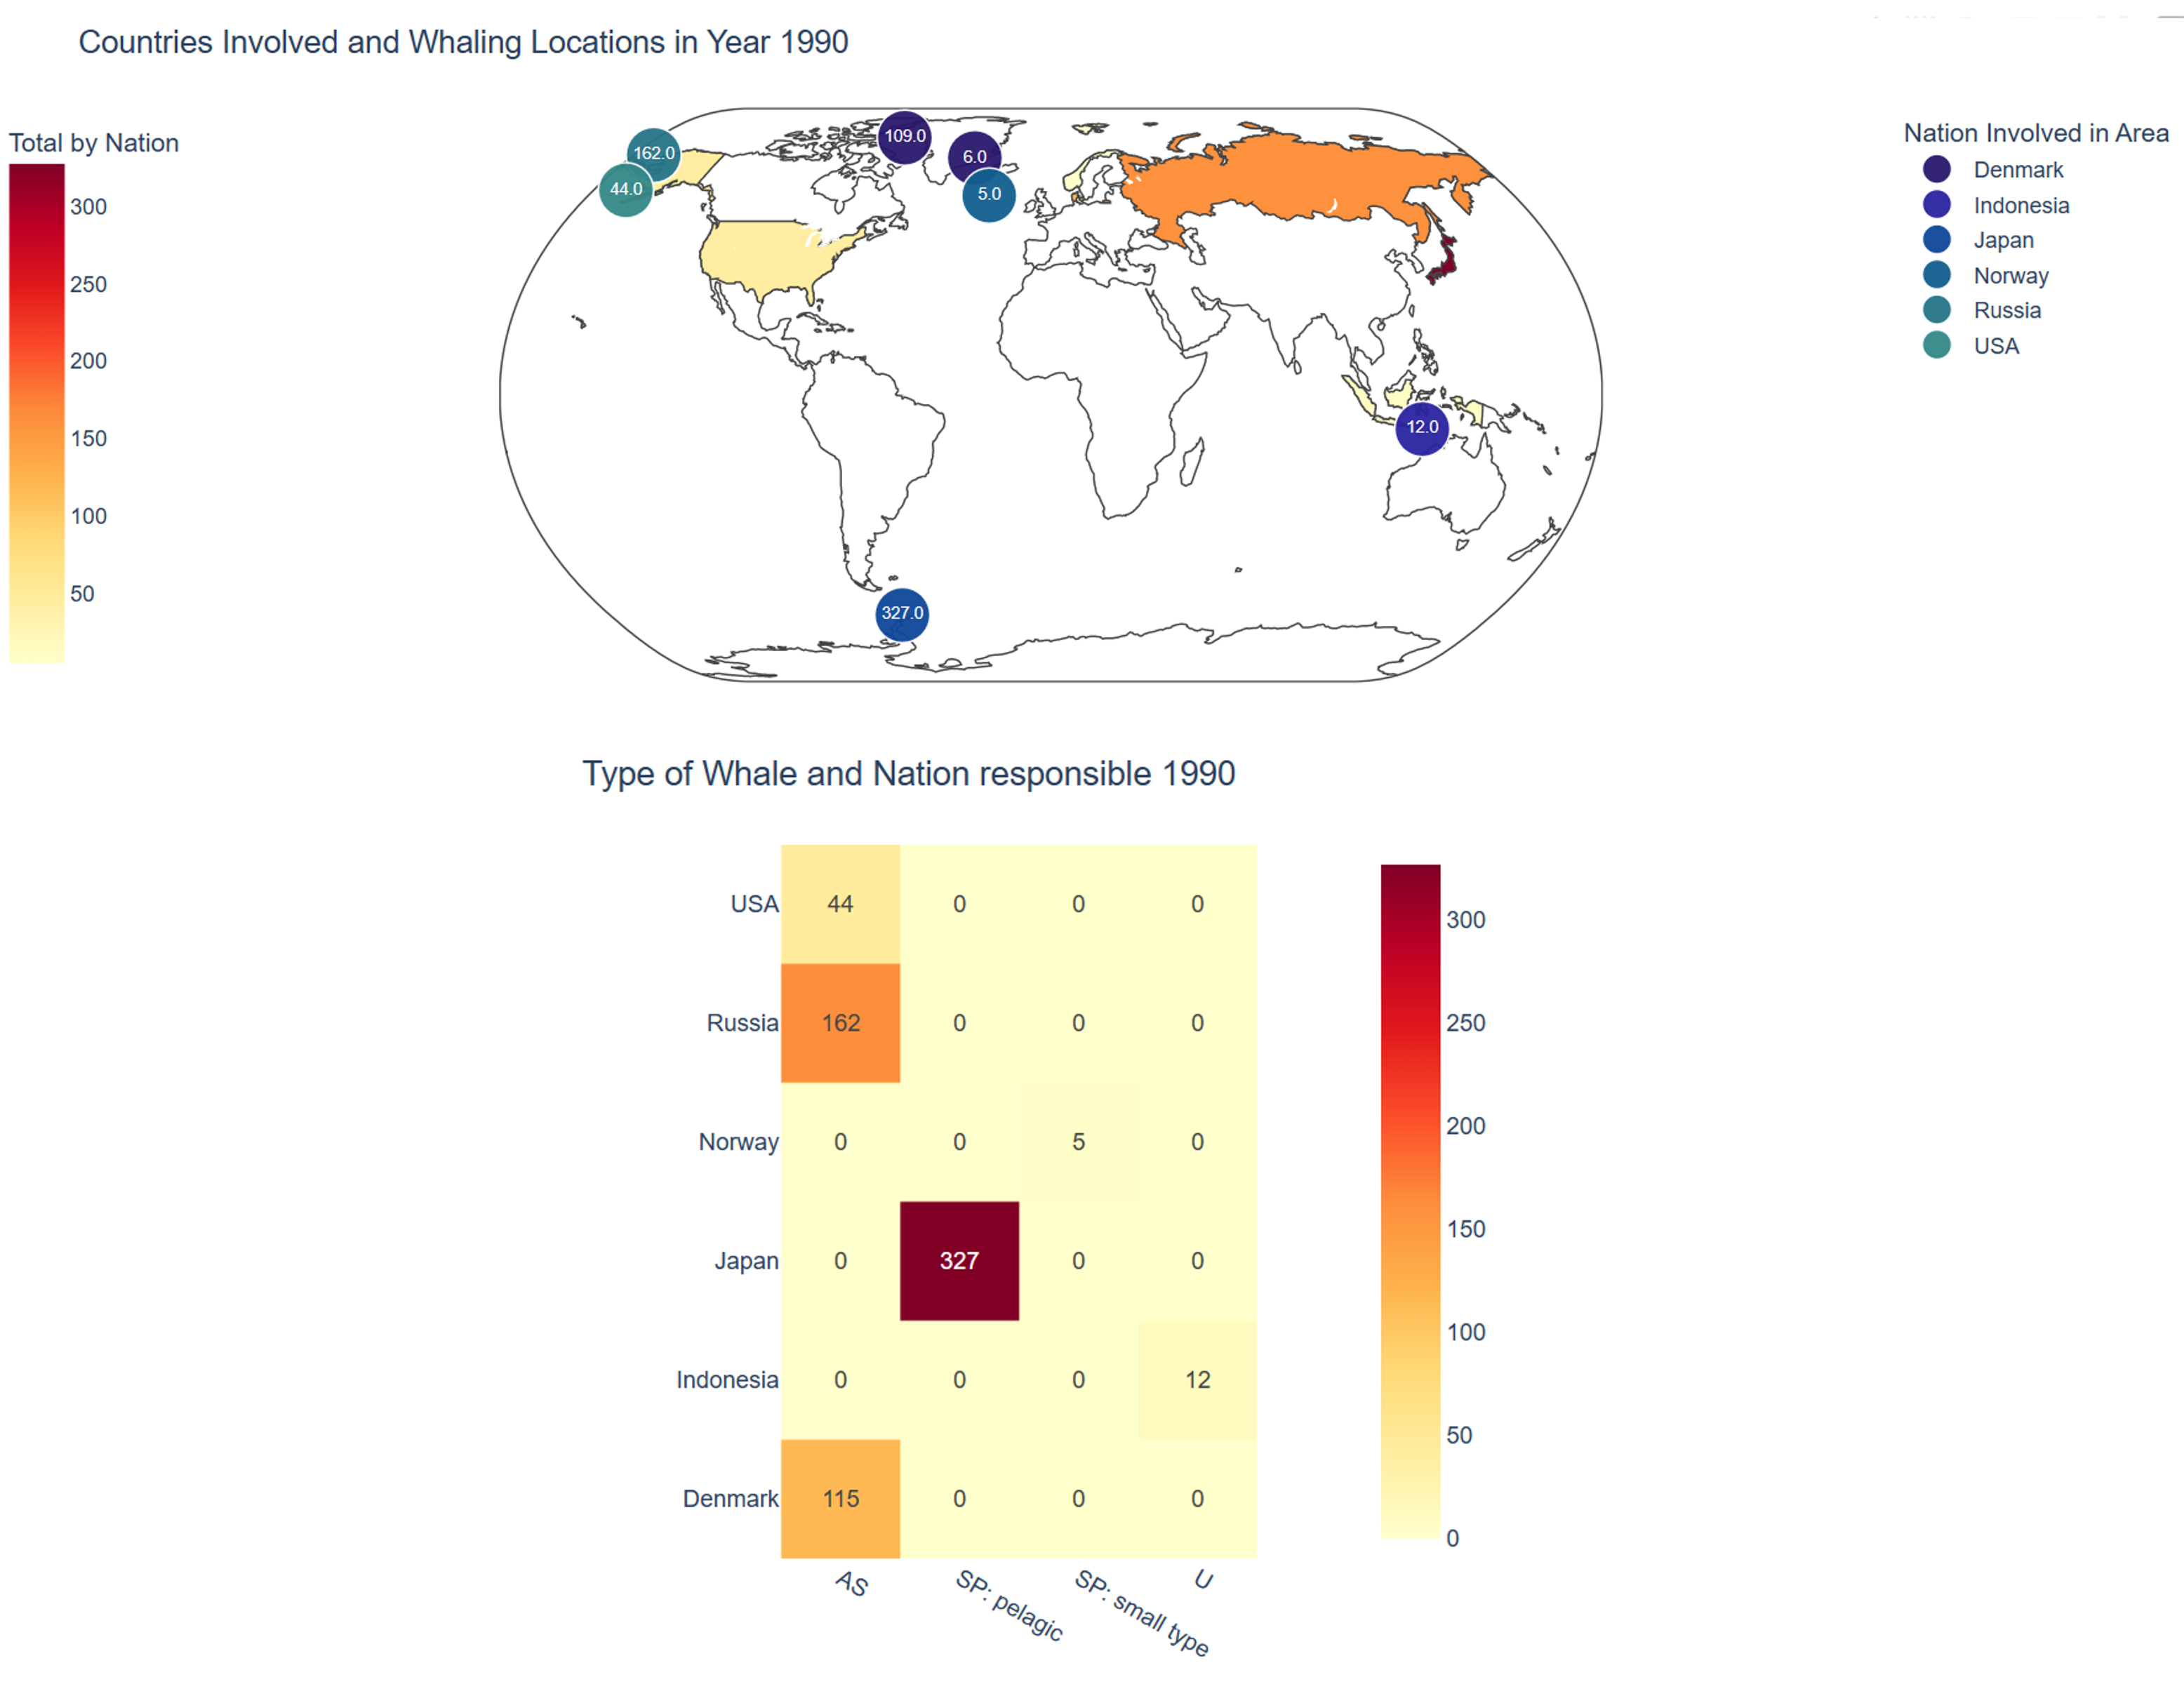 Countries Involved and Whaling Locations in Year 1990
Total by Nation
300
250
200
150
100
50
162.0
44.0
109.0
6.0
5.0
12.0
327.0
Nation Involved in Area
Denmark
Indonesia
Japan
Norway
Russia
USA
Type of Whale and Nation responsible 1990
USA 44 0 0 0
Russia 162 0 0 0
Norway 0 0 5 0
Japan 0 327 0 0
Indonesia 0 0 0 12
Denmark 115 0 0 0
AS
SP: pelagic
SP: small type
U
300
250
200
150
100
50
0